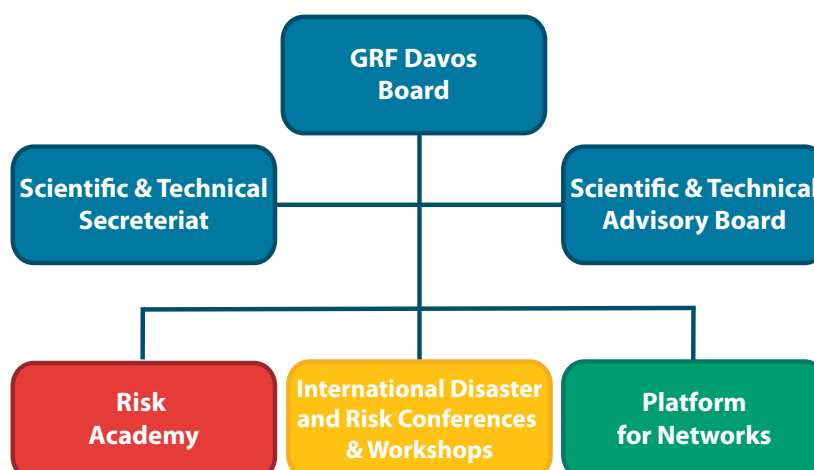 GRF Davos
Board
Scientific & Technical
Secreteriat
Scientific & Technical
Advisory Board
Risk
Academy
International Disaster
and Risk Conferences
& Workshops
Platform
for Networks